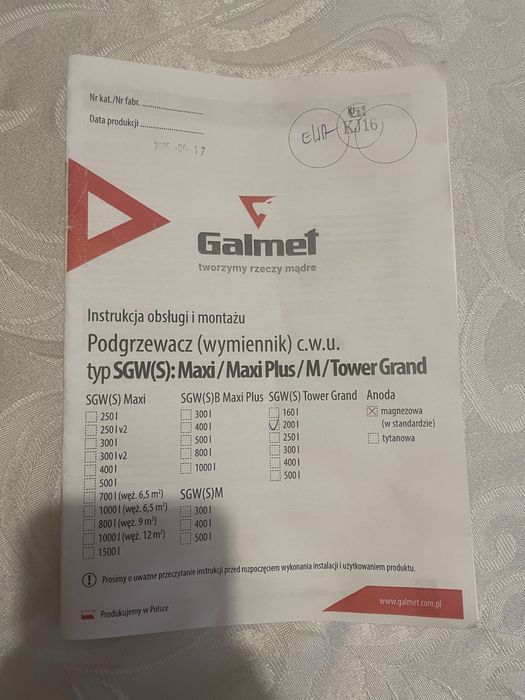 Nr kat./Nr fabr.
Data produkcji
EWA
KJ16
Galmet
tworzymy rzeczy mądre
Instrukcja obsługi i montażu
Podgrzewacz (wymiennik) c.w.u.
typ SGW(S): Maxi / Maxi Plus / M / Tower Grand
SGW(S) Maxi
250 l
250 l v2
300 l
300 l v2
400 l
500 l
700 l (węż. 6,5 m²)
1000 l (węż. 6,5 m²)
800 l (węż. 9 m²)
1000 l (węż. 12 m²)
1500 l
SGW(S)B Maxi Plus
300 l
400 l
500 l
800 l
1000 l
SGW(S)M
300 l
400 l
500 l
SGW(S) Tower Grand
160 l
200 l
250 l
300 l
400 l
500 l
Anoda
magnezowa
(w standardzie)
tytanowa
Prosimy o uważne przeczytanie instrukcji przed rozpoczęciem wykonania instalacji i użytkowaniem produktu.
Produkujemy w Polsce
www.galmet.com.pl